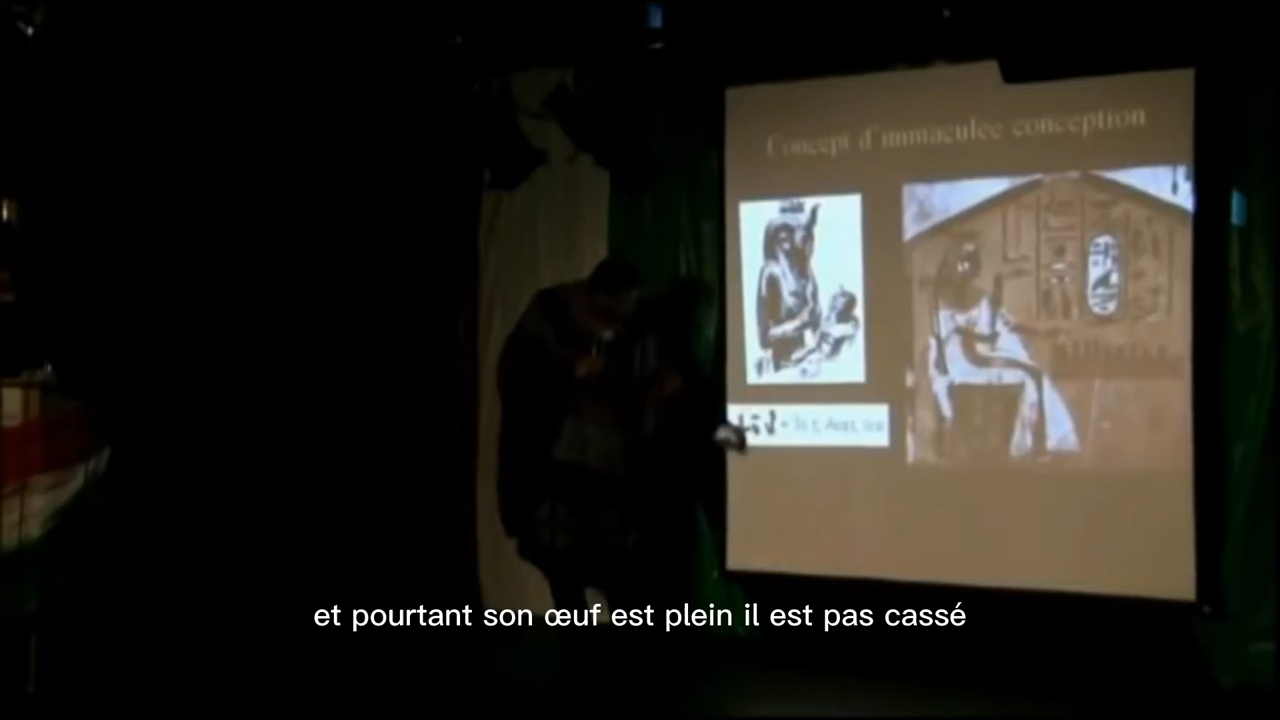 Concept d'immaculee conception
et pourtant son œuf est plein il est pas cassé